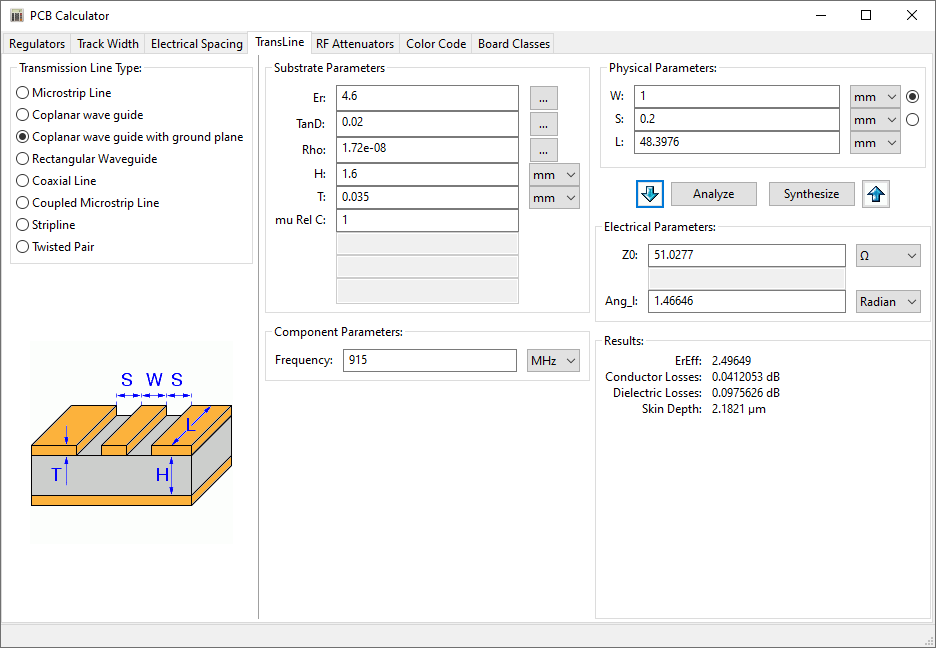 PCB Calculator
Regulators Track Width Electrical Spacing TransLine RF Attenuators Color Code Board Classes
Transmission Line Type:
Microstrip Line
Coplanar wave guide
Coplanar wave guide with ground plane
Rectangular Waveguide
Coaxial Line
Coupled Microstrip Line
Stripline
Twisted Pair
S W S
L
T H
Substrate Parameters
Er: 4.6 ...
TanD: 0.02 ...
Rho: 1.72e-08 ...
H: 1.6 mm
T: 0.035 mm
mu Rel C: 1
Component Parameters:
Frequency: 915 MHz
Physical Parameters:
W: 1 mm
S: 0.2 mm
L: 48.3976 mm
Analyze Synthesize
Electrical Parameters:
Z0: 51.0277 Ω
Ang_l: 1.46646 Radian
Results:
ErEff: 2.49649
Conductor Losses: 0.0412053 dB
Dielectric Losses: 0.0975626 dB
Skin Depth: 2.1821 µm